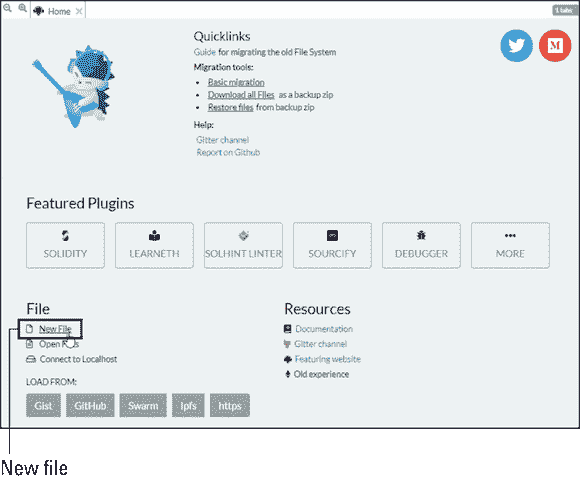 Home
1 tabs
Quicklinks
Guide for migrating the old File System
Migration tools:
Basic migration
Download all Files as a backup zip
Restore files from backup zip
Help:
Gitter channel
Report on Github
Featured Plugins
SOLIDITY
LEARNETH
SOLHINT LINTER
SOURCIFY
DEBUGGER
MORE
File
New File
Open
Connect to Localhost
LOAD FROM:
Gist
GitHub
Swarm
Ipfs
https
Resources
Documentation
Gitter channel
Featuring website
Old experience
New file